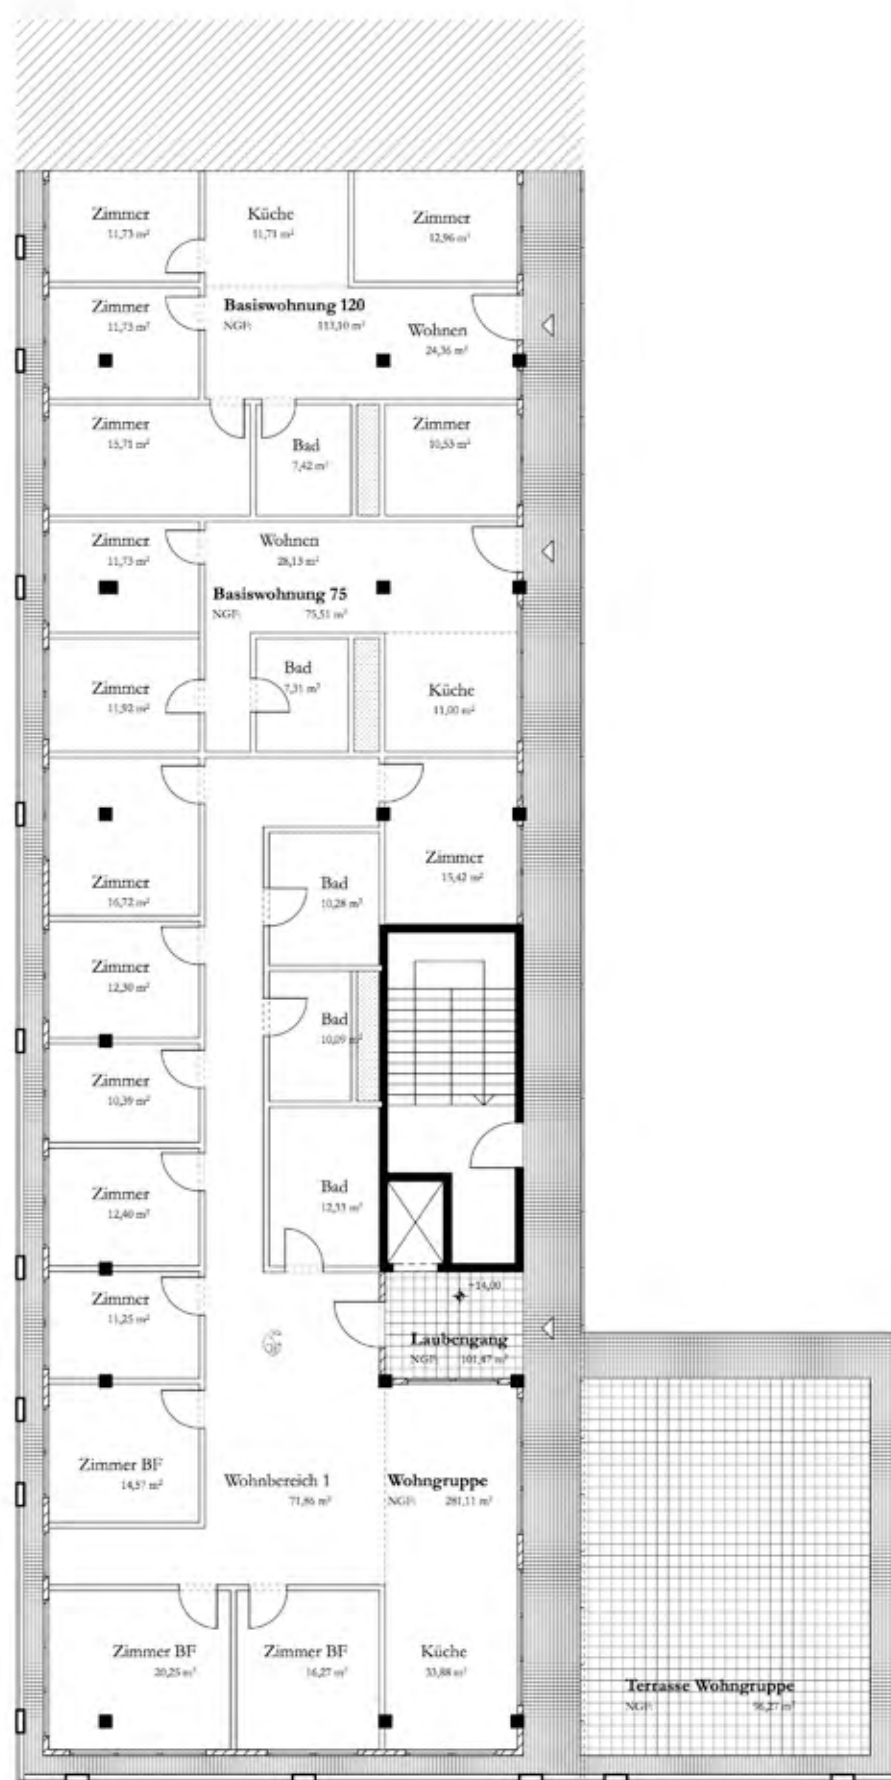 Zimmer
11,73 m²
Küche
11,71 m²
Zimmer
12,96 m²
Zimmer
11,73 m²
Basiswohnung 120
NGF: 113,10 m²
Wohnen
24,36 m²
Zimmer
15,71 m²
Bad
7,42 m²
Zimmer
10,53 m²
Zimmer
11,73 m²
Wohnen
28,13 m²
Basiswohnung 75
NGF: 75,51 m²
Zimmer
11,92 m²
Bad
7,31 m²
Küche
11,00 m²
Zimmer
16,72 m²
Bad
10,28 m²
Zimmer
15,42 m²
Zimmer
12,30 m²
Bad
10,09 m²
Zimmer
10,39 m²
Zimmer
12,40 m²
Bad
12,33 m²
Zimmer
11,25 m²
+14,00
Laubengang
NGF: 101,87 m²
Zimmer BF
14,57 m²
Wohnbereich 1
71,86 m²
Wohngruppe
NGF: 281,11 m²
Zimmer BF
20,25 m²
Zimmer BF
16,27 m²
Küche
33,88 m²
Terrasse Wohngruppe
NGF: 96,27 m²